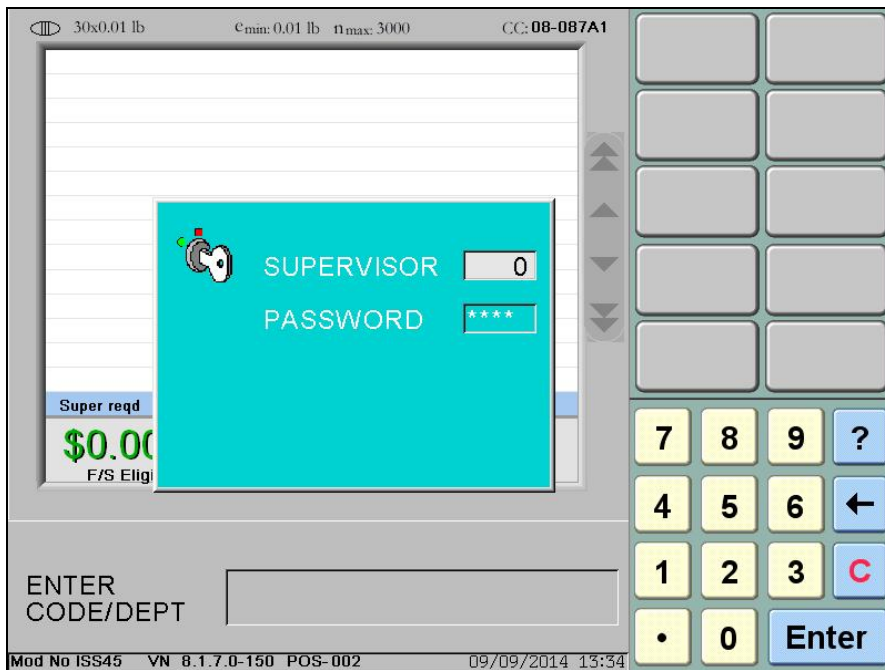 30x0.01 lb emin: 0.01 lb nmax: 3000 CC: 08-087A1
SUPERVISOR 0
PASSWORD ****
Super reqd
$0.00
F/S Elig
7 8 9 ?
4 5 6 ←
1 2 3 C
. 0 Enter
ENTER
CODE/DEPT
Mod No ISS45 VN 8.1.7.0-150 POS-002 09/09/2014 13:34